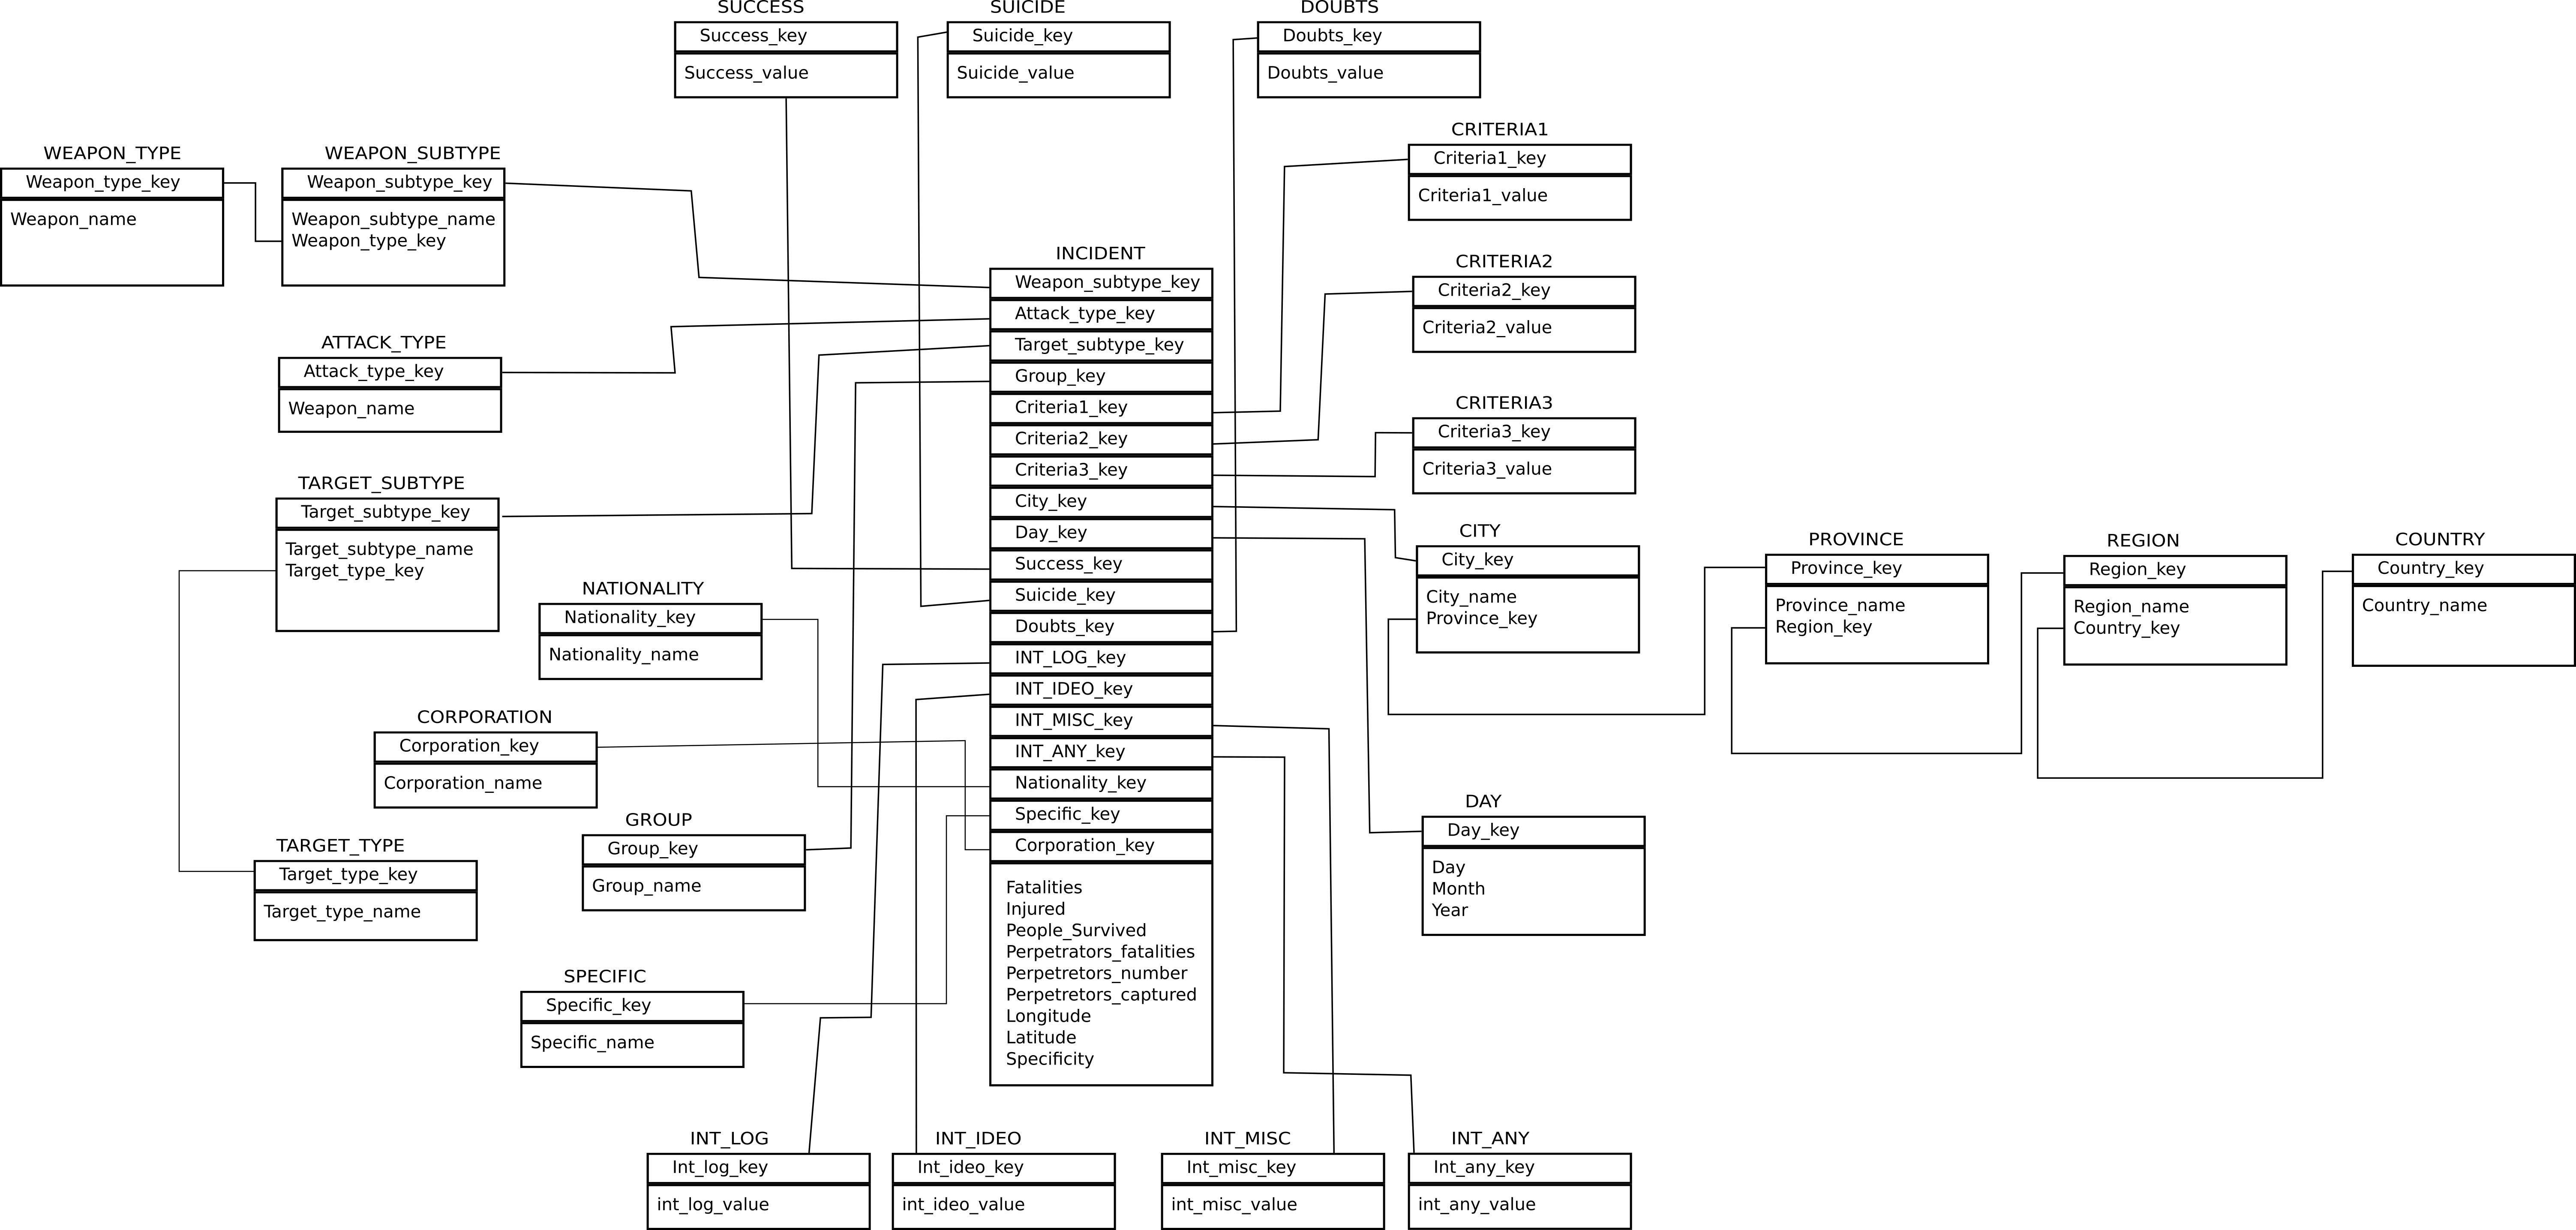 SUCCESS
Success_key
Success_value
SUICIDE
Suicide_key
Suicide_value
DOUBTS
Doubts_key
Doubts_value
CRITERIA1
Criteria1_key
Criteria1_value
WEAPON_TYPE
Weapon_type_key
Weapon_name
WEAPON_SUBTYPE
Weapon_subtype_key
Weapon_subtype_name
Weapon_type_key
CRITERIA2
Criteria2_key
Criteria2_value
ATTACK_TYPE
Attack_type_key
Weapon_name
CRITERIA3
Criteria3_key
Criteria3_value
INCIDENT
Weapon_subtype_key
Attack_type_key
Target_subtype_key
Group_key
Criteria1_key
Criteria2_key
Criteria3_key
City_key
Day_key
Success_key
Suicide_key
Doubts_key
INT_LOG_key
INT_IDEO_key
INT_MISC_key
INT_ANY_key
Nationality_key
Specific_key
Corporation_key
Fatalities
Injured
People_Survived
Perpetrators_fatalities
Perpetretors_number
Perpetretors_captured
Longitude
Latitude
Specificity
TARGET_SUBTYPE
Target_subtype_key
Target_subtype_name
Target_type_key
CITY
City_key
City_name
Province_key
PROVINCE
Province_key
Province_name
Region_key
REGION
Region_key
Region_name
Country_key
COUNTRY
Country_key
Country_name
NATIONALITY
Nationality_key
Nationality_name
CORPORATION
Corporation_key
Corporation_name
DAY
Day_key
Day
Month
Year
GROUP
Group_key
Group_name
TARGET_TYPE
Target_type_key
Target_type_name
SPECIFIC
Specific_key
Specific_name
INT_LOG
Int_log_key
int_log_value
INT_IDEO
Int_ideo_key
int_ideo_value
INT_MISC
Int_misc_key
int_misc_value
INT_ANY
Int_any_key
int_any_value